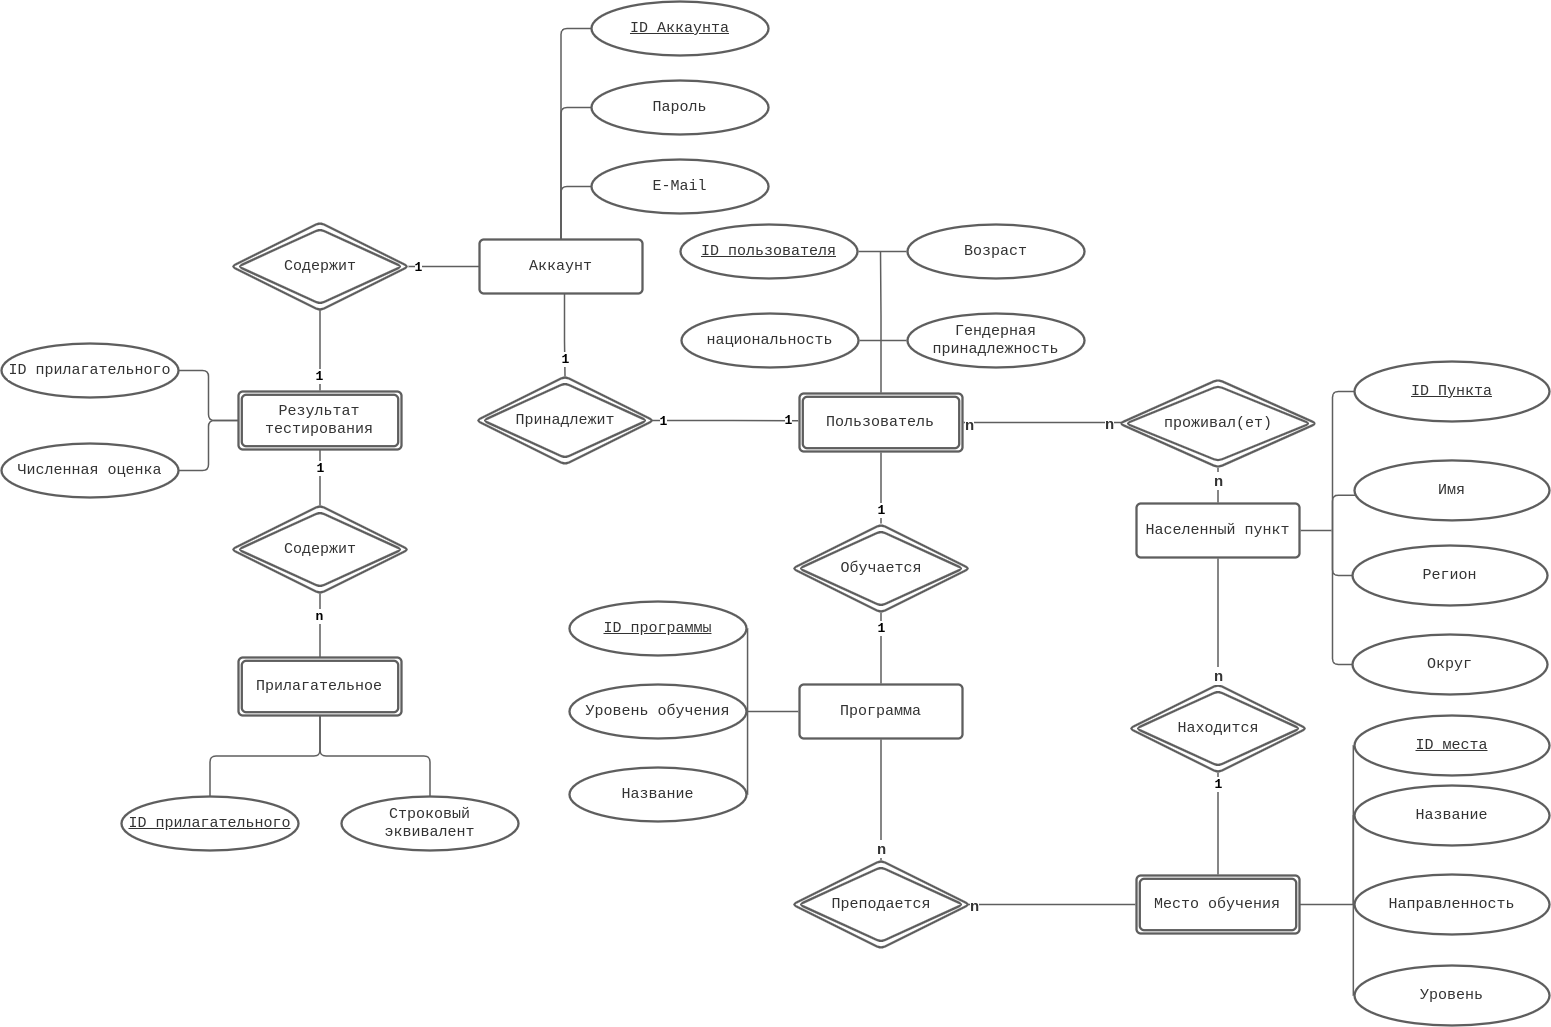 ID Аккаунта
Пароль
E-Mail
Содержит
1
Аккаунт
ID пользователя
Возраст
национальность
Гендерная
принадлежность
1
1
ID прилагательного
Результат
тестирования
Численная оценка
Принадлежит
1
1
Пользователь
n
n
проживал(ет)
ID Пункта
1
n
Имя
1
Населенный пункт
Содержит
Обучается
Регион
n
ID программы
1
Округ
n
Прилагательное
Уровень обучения
Программа
Находится
ID места
1
Название
Название
ID прилагательного
Строковый
эквивалент
n
Преподается
n
Место обучения
Направленность
Уровень